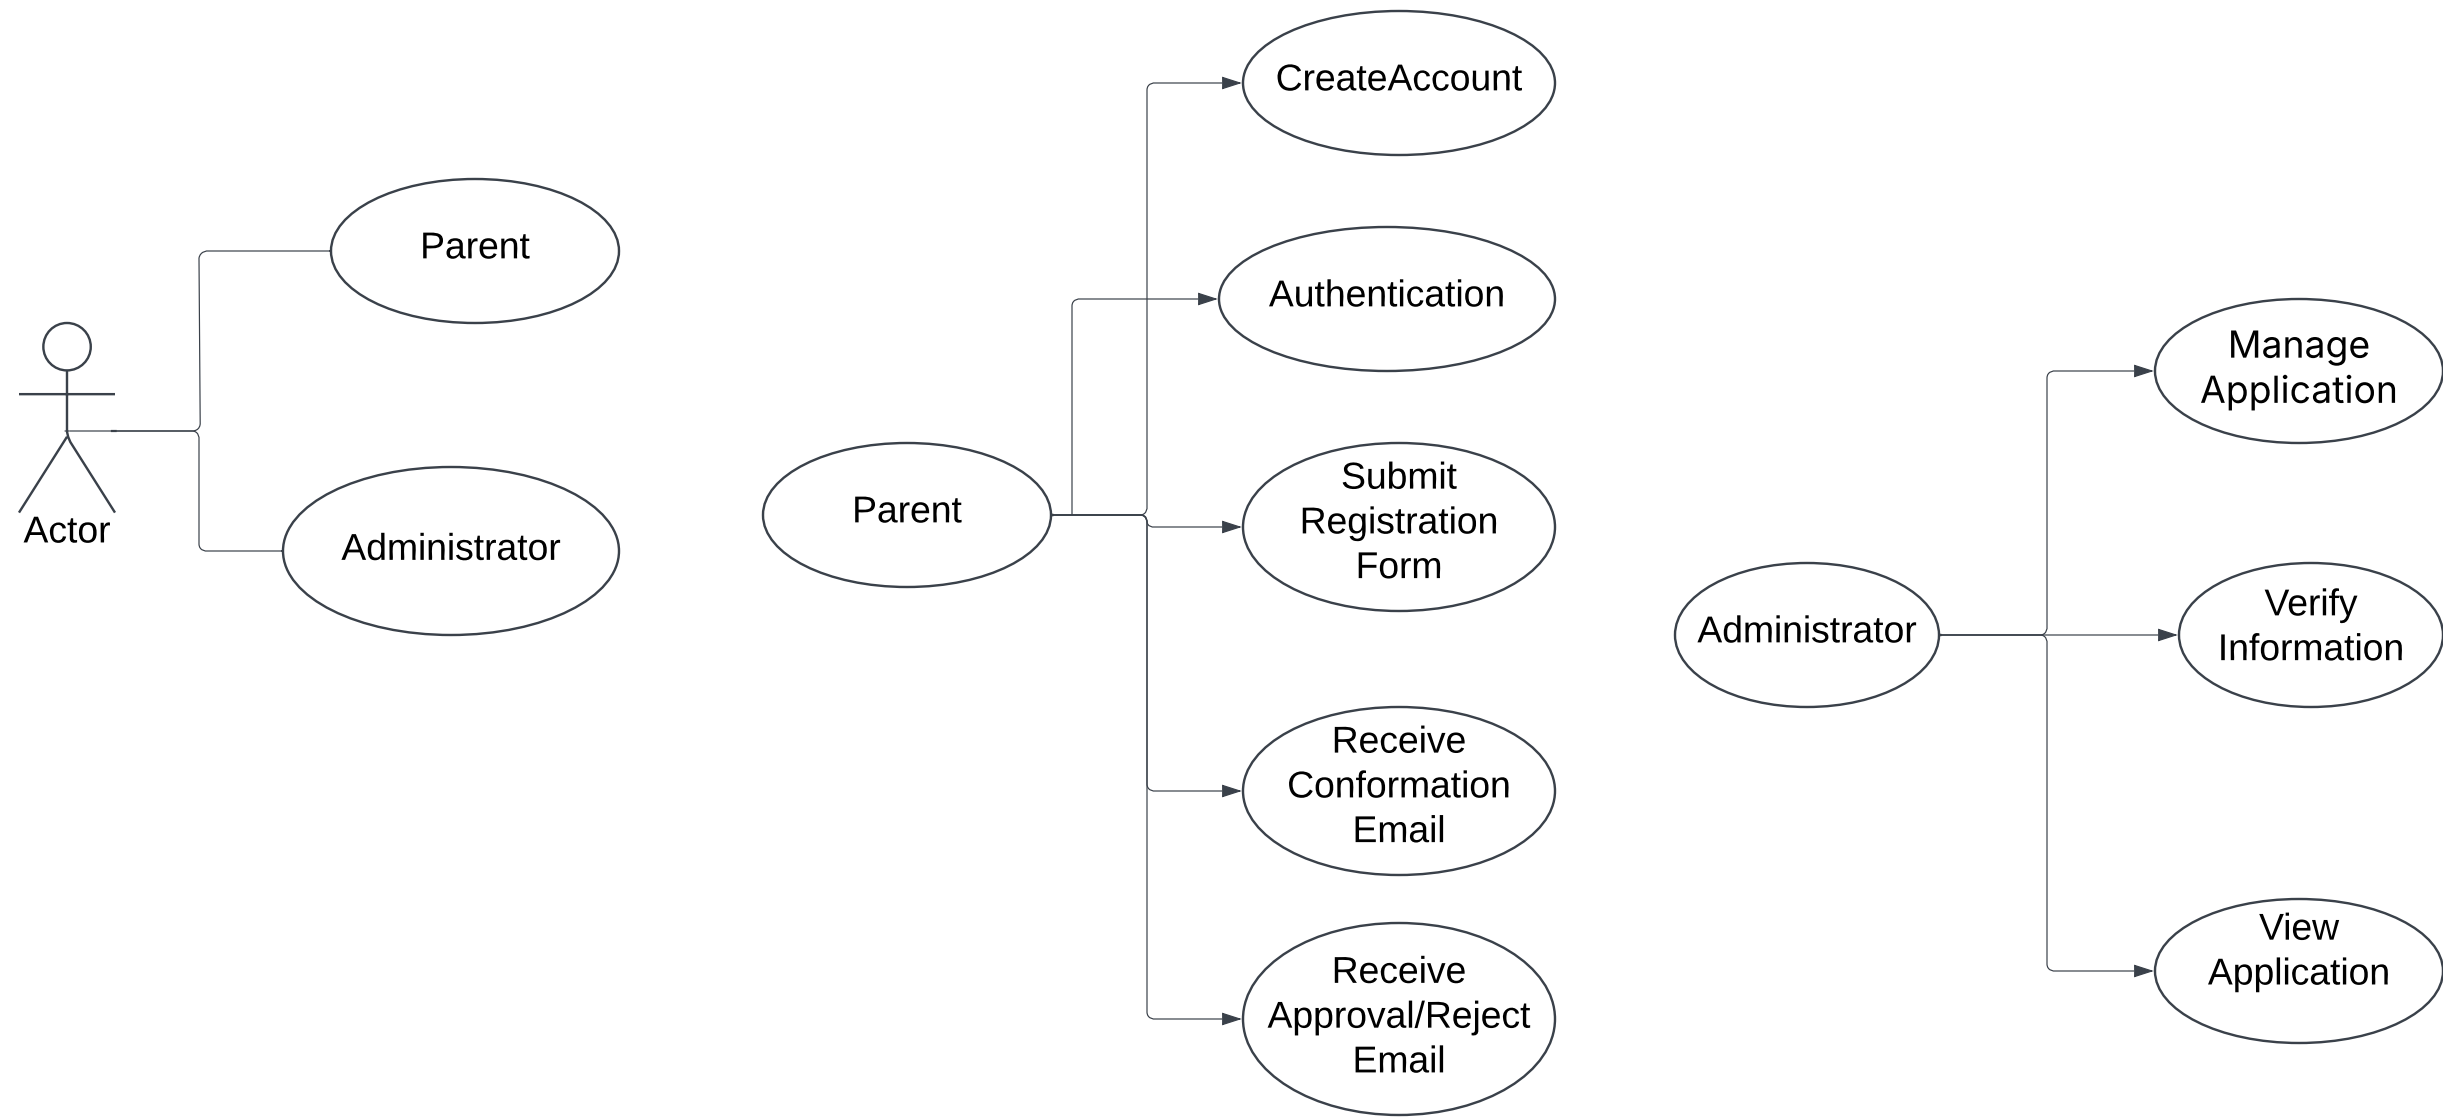 Parent
Actor
Administrator
Parent
CreateAccount
Authentication
Submit
Registration
Form
Receive
Conformation
Email
Receive
Approval/Reject
Email
Administrator
Manage
Application
Verify
Information
View
Application